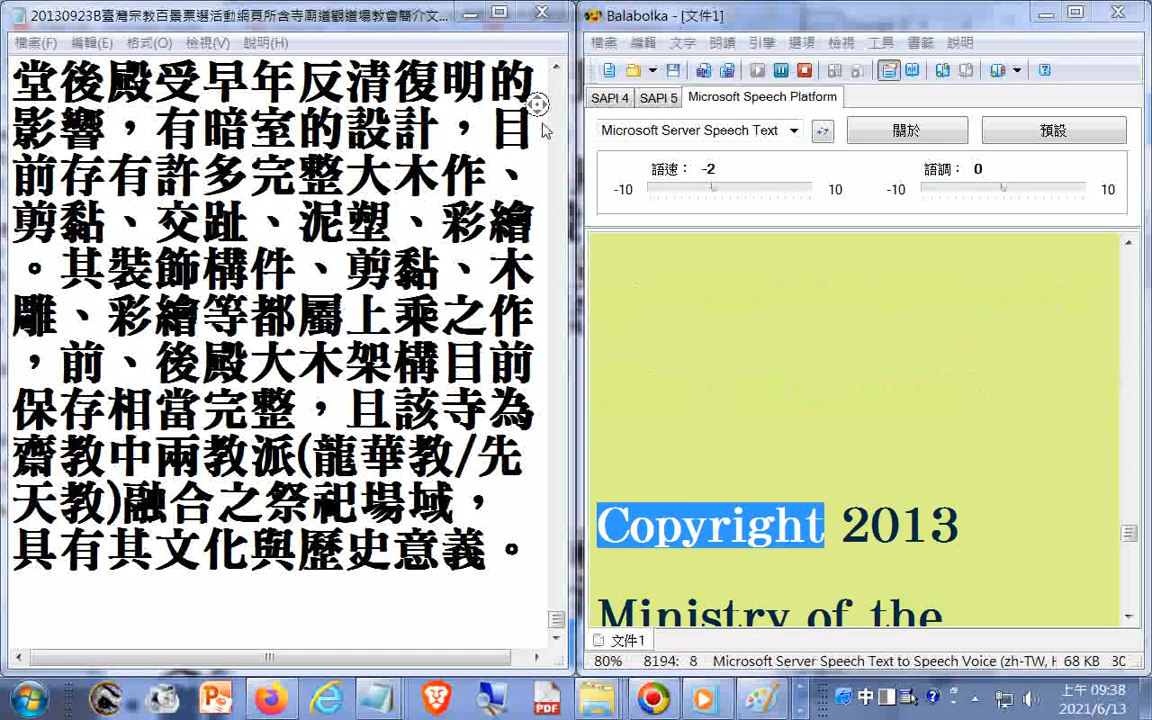 20130923B臺灣宗教百景票選活動網頁所含寺廟道觀道場教會簡介文...
檔案(F) 編輯(E) 格式(O) 檢視(V) 說明(H)
堂後殿受早年反清復明的
影響，有暗室的設計，目
前存有許多完整大木作、
剪黏、交趾、泥塑、彩繪
。其裝飾構件、剪黏、木
雕、彩繪等都屬上乘之作
，前、後殿大木架構目前
保存相當完整，且該寺為
齋教中兩教派(龍華教/先
天教)融合之祭祀場域，
具有其文化與歷史意義。
Balabolka - [文件1]
檔案 編輯 文字 朗讀 引擎 選項 檢視 工具 書籤 說明
SAPI 4 SAPI 5 Microsoft Speech Platform
Microsoft Server Speech Text 關於 預設
語速： -2 語調： 0
-10 10 -10 10
Copyright 2013
Ministry of the
文件1
80% 8194: 8 Microsoft Server Speech Text to Speech Voice (zh-TW, H 68 KB 30
中 上午 09:38
2021/6/13